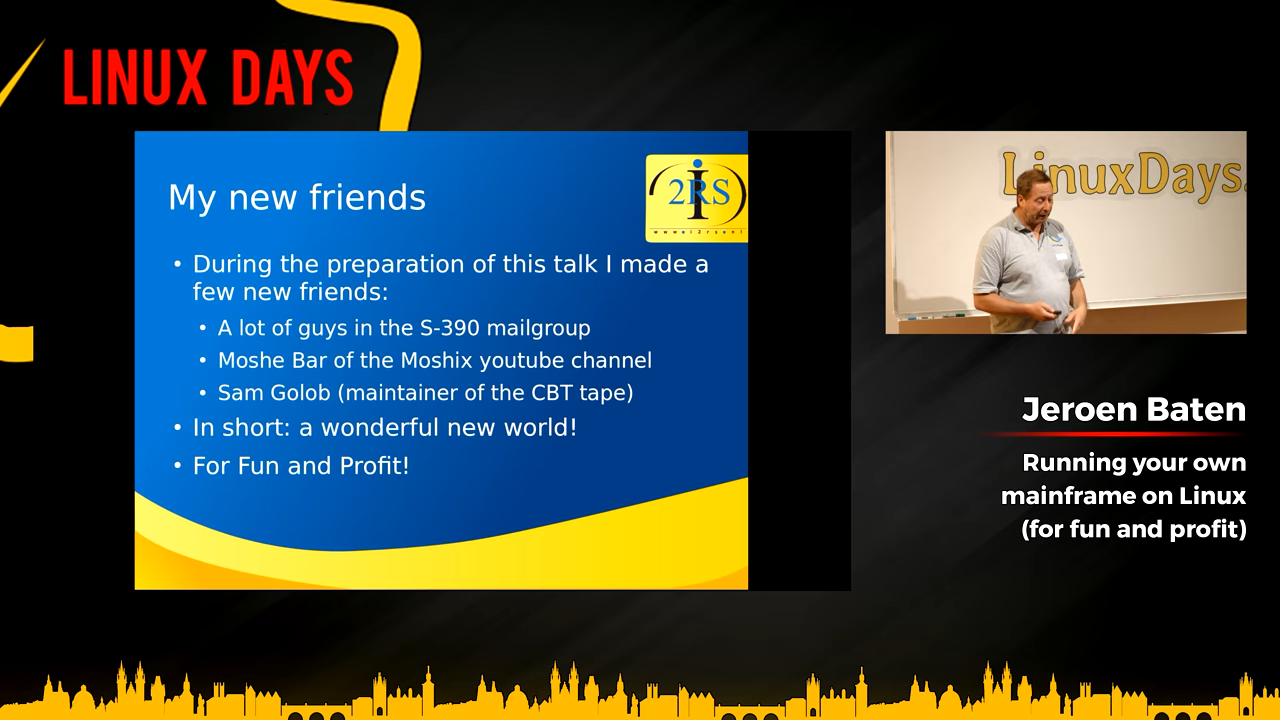 LINUX DAYS
My new friends
2RS
i
• During the preparation of this talk I made a
few new friends:
• A lot of guys in the S-390 mailgroup
• Moshe Bar of the Moshix youtube channel
• Sam Golob (maintainer of the CBT tape)
• In short: a wonderful new world!
• For Fun and Profit!
LinuxDays.
Jeroen Baten
Running your own
mainframe on Linux
(for fun and profit)